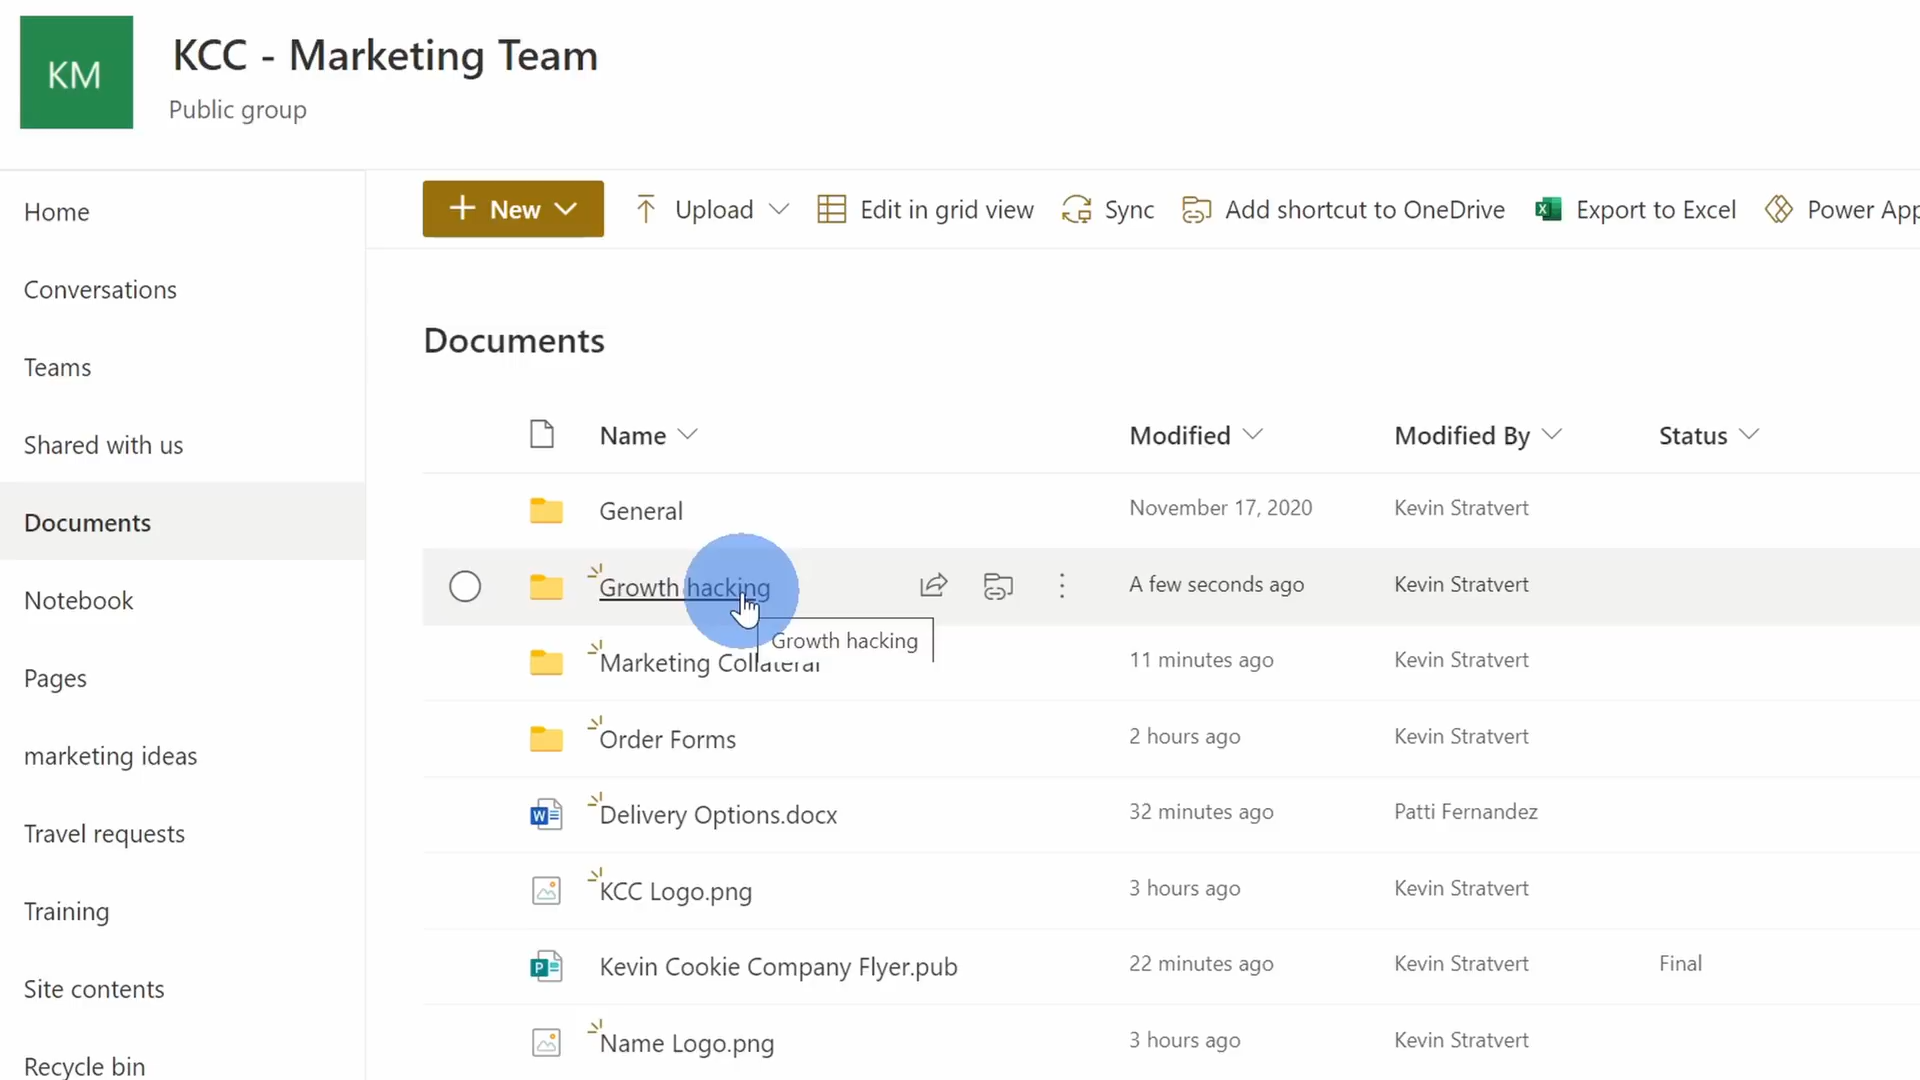 KM
KCC - Marketing Team
Public group
Home
Conversations
Teams
Shared with us
Documents
Notebook
Pages
marketing ideas
Travel requests
Training
Site contents
Recycle bin
New
Upload
Edit in grid view
Sync
Add shortcut to OneDrive
Export to Excel
Power App
Documents
Name Modified Modified By Status
General November 17, 2020 Kevin Stratvert
Growth hacking A few seconds ago Kevin Stratvert
Growth hacking
Marketing Collateral 11 minutes ago Kevin Stratvert
Order Forms 2 hours ago Kevin Stratvert
Delivery Options.docx 32 minutes ago Patti Fernandez
KCC Logo.png 3 hours ago Kevin Stratvert
Kevin Cookie Company Flyer.pub 22 minutes ago Kevin Stratvert Final
Name Logo.png 3 hours ago Kevin Stratvert